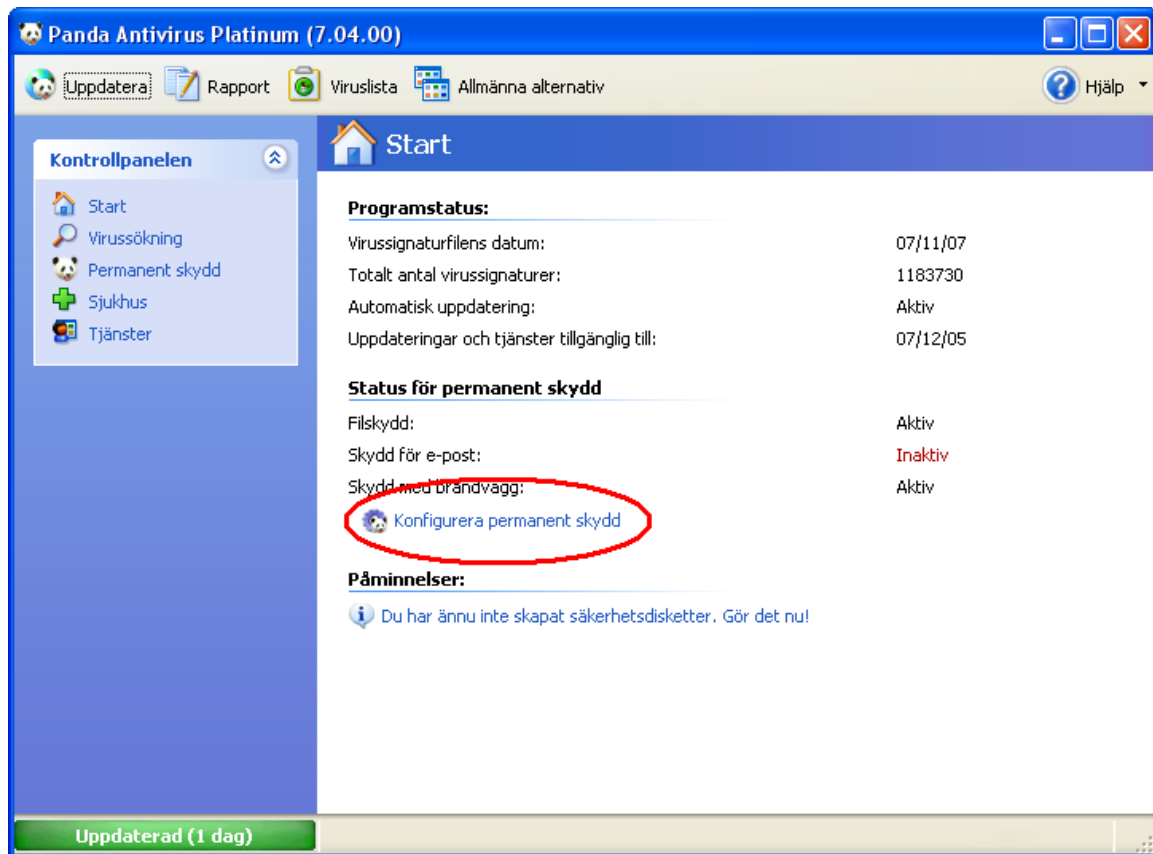 Panda Antivirus Platinum (7.04.00)
Uppdatera Rapport Viruslista Allmänna alternativ Hjälp
Kontrollpanelen
Start
Virussökning
Permanent skydd
Sjukhus
Tjänster
Start
Programstatus:
Virussignaturfilens datum: 07/11/07
Totalt antal virussignaturer: 1183730
Automatisk uppdatering: Aktiv
Uppdateringar och tjänster tillgänglig till: 07/12/05
Status för permanent skydd
Filskydd: Aktiv
Skydd för e-post: Inaktiv
Skydd med brandvägg: Aktiv
Konfigurera permanent skydd
Påminnelser:
Du har ännu inte skapat säkerhetsdisketter. Gör det nu!
Uppdaterad (1 dag)